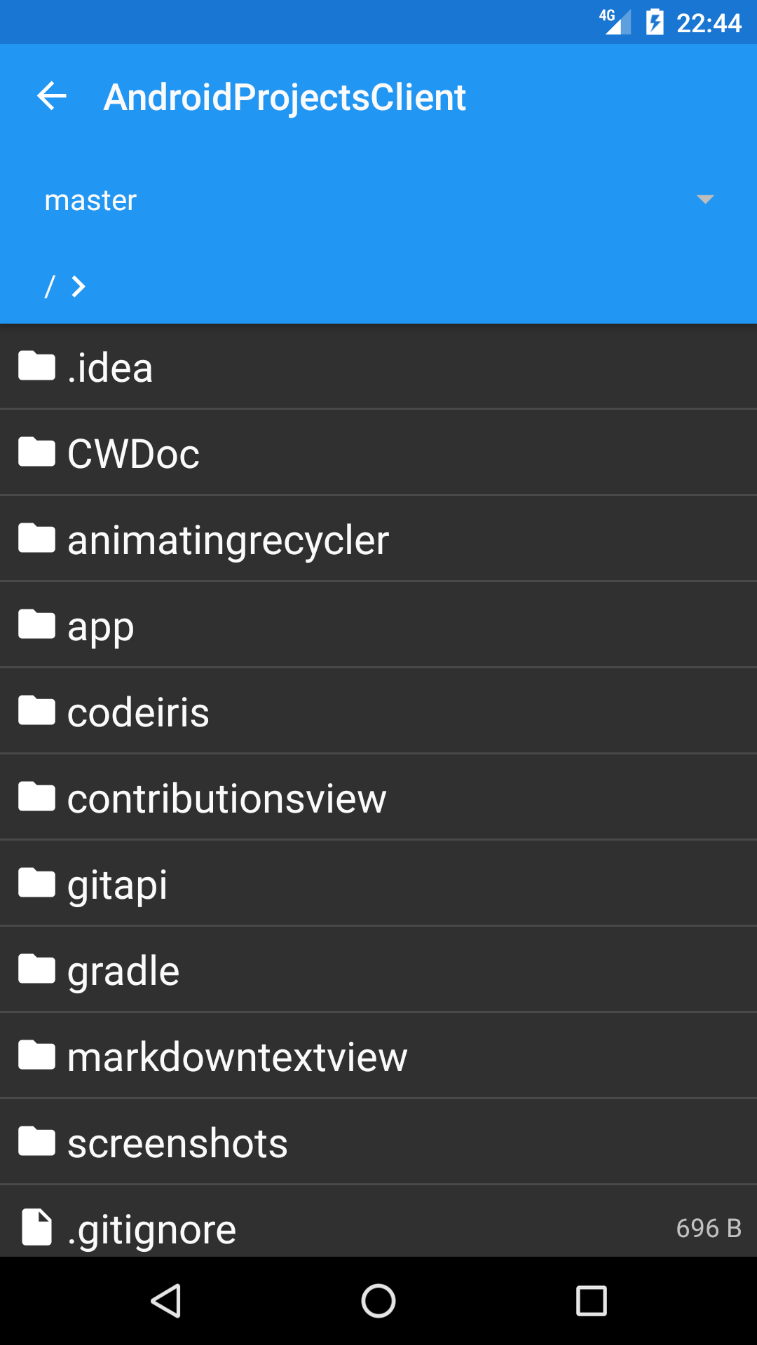 4G 22:44
AndroidProjectsClient
master
/
.idea
CWDoc
animatingrecycler
app
codeiris
contributionsview
gitapi
gradle
markdowntextview
screenshots
.gitignore 696 B